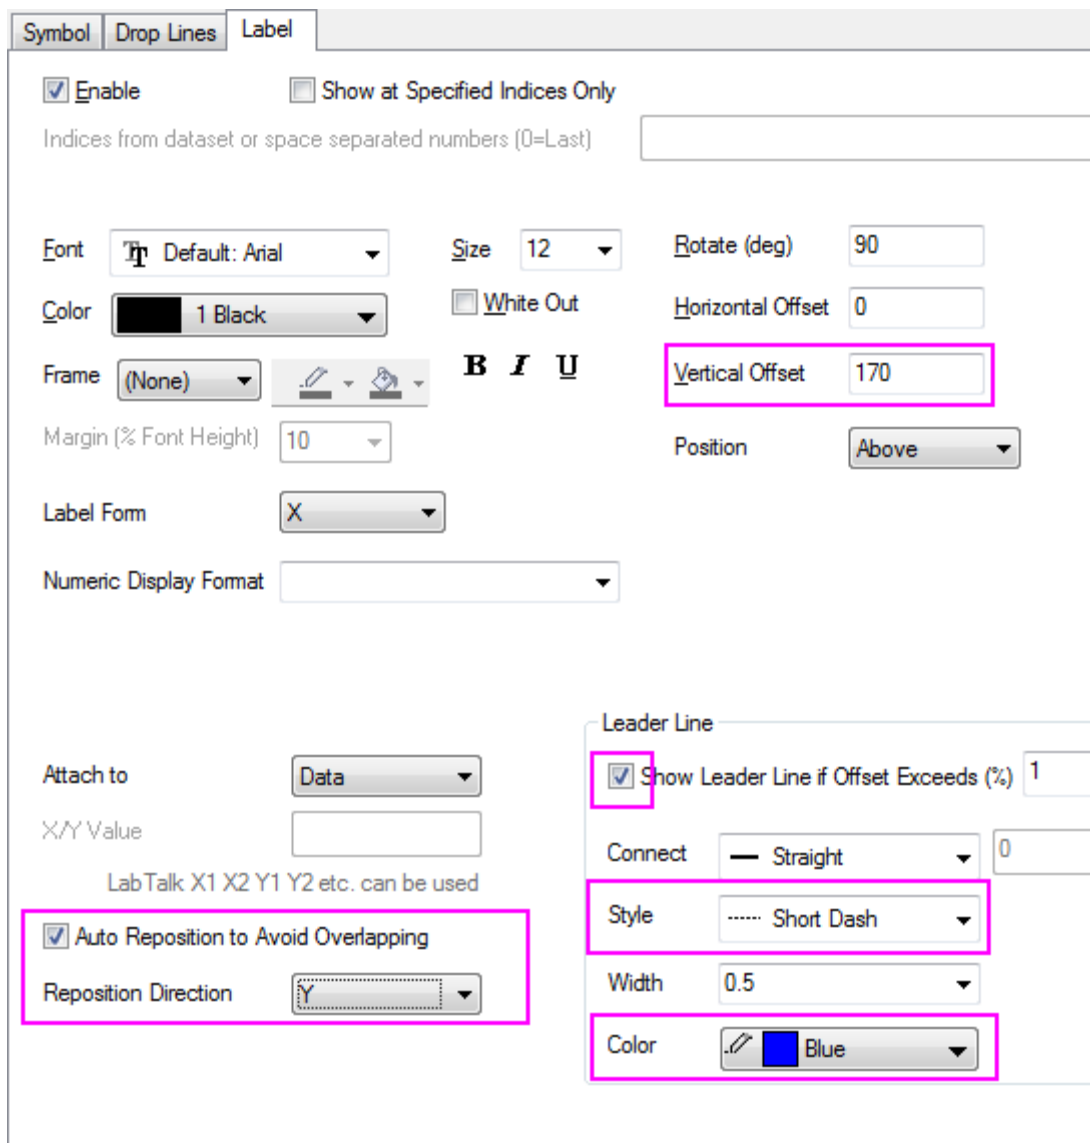 Symbol Drop Lines Label
Enable Show at Specified Indices Only
Indices from dataset or space separated numbers (0=Last)
Font Default: Arial Size 12 Rotate (deg) 90
Color 1 Black White Out Horizontal Offset 0
Frame (None) B I U Vertical Offset 170
Margin (% Font Height) 10 Position Above
Label Form X
Numeric Display Format
Leader Line
Attach to Data Show Leader Line if Offset Exceeds (%) 1
X/Y Value Connect Straight 0
LabTalk X1 X2 Y1 Y2 etc. can be used
Style Short Dash
Auto Reposition to Avoid Overlapping
Reposition Direction Y Width 0.5
Color Blue